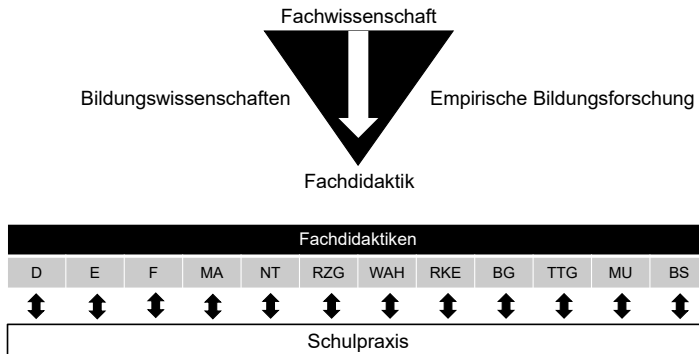 Fachwissenschaft
Bildungswissenschaften Empirische Bildungsforschung
Fachdidaktik
Fachdidaktiken
D E F MA NT RZG WAH RKE BG TTG MU BS
Schulpraxis